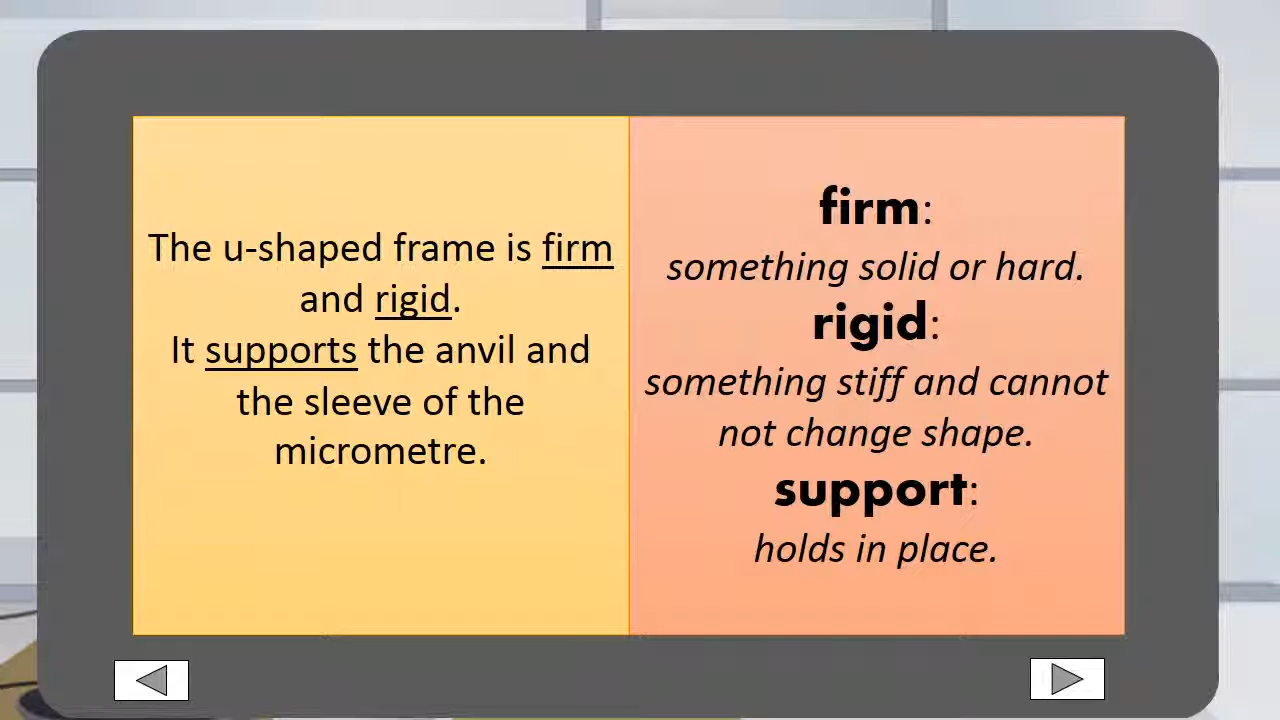 The u-shaped frame is firm
and rigid.
It supports the anvil and
the sleeve of the
micrometre.
firm:
something solid or hard.
rigid:
something stiff and cannot
not change shape.
support:
holds in place.